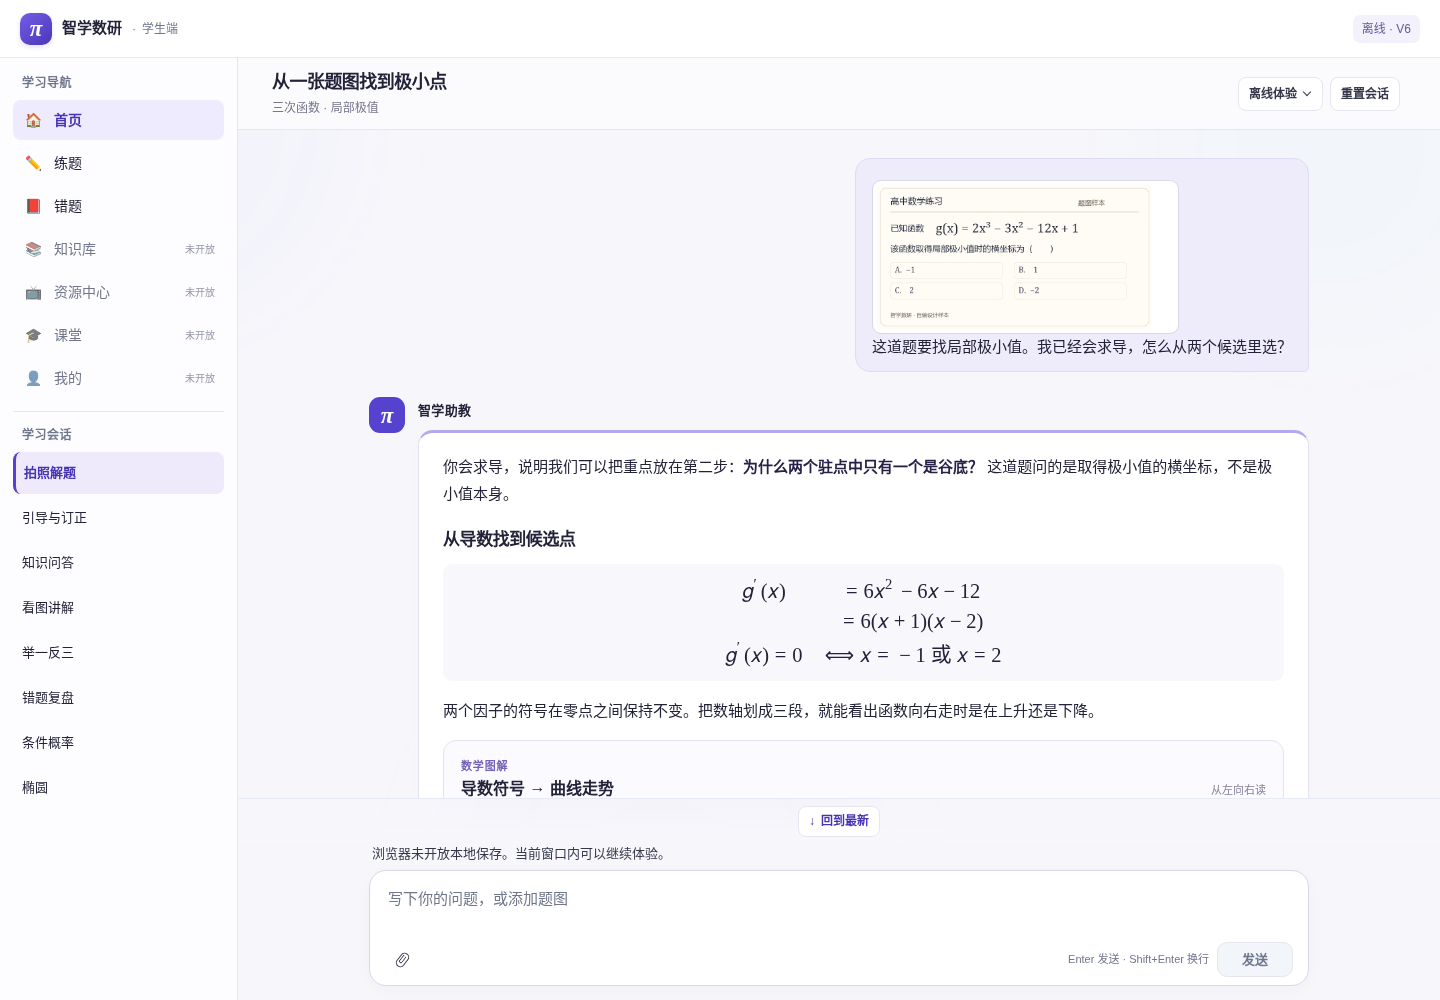 π 智学数研 · 学生端
离线 · V6
学习导航
🏠 首页
✏️ 练题
📕 错题
📚 知识库 未开放
📺 资源中心 未开放
🎓 课堂 未开放
👤 我的 未开放
学习会话
拍照解题
引导与订正
知识问答
看图讲解
举一反三
错题复盘
条件概率
椭圆
从一张题图找到极小点
三次函数 · 局部极值
离线体验 重置会话
高中数学练习 题图样本
已知函数 g(x) = 2x³ − 3x² − 12x + 1
该函数取得局部极小值时的横坐标为（ ）
A. −1 B. 1
C. 2 D. −2
智学数研 · 自编设计样本
这道题要找局部极小值。我已经会求导，怎么从两个候选里选？
π 智学助教
你会求导，说明我们可以把重点放在第二步：为什么两个驻点中只有一个是谷底？ 这道题问的是取得极小值的横坐标，不是极
小值本身。
从导数找到候选点
g′(x) = 6x² − 6x − 12
= 6(x + 1)(x − 2)
g′(x) = 0 ⟺ x = −1 或 x = 2
两个因子的符号在零点之间保持不变。把数轴划成三段，就能看出函数向右走时是在上升还是下降。
数学图解
导数符号 → 曲线走势 从左向右读
↓ 回到最新
浏览器未开放本地保存。当前窗口内可以继续体验。
写下你的问题，或添加题图
Enter 发送 · Shift+Enter 换行 发送